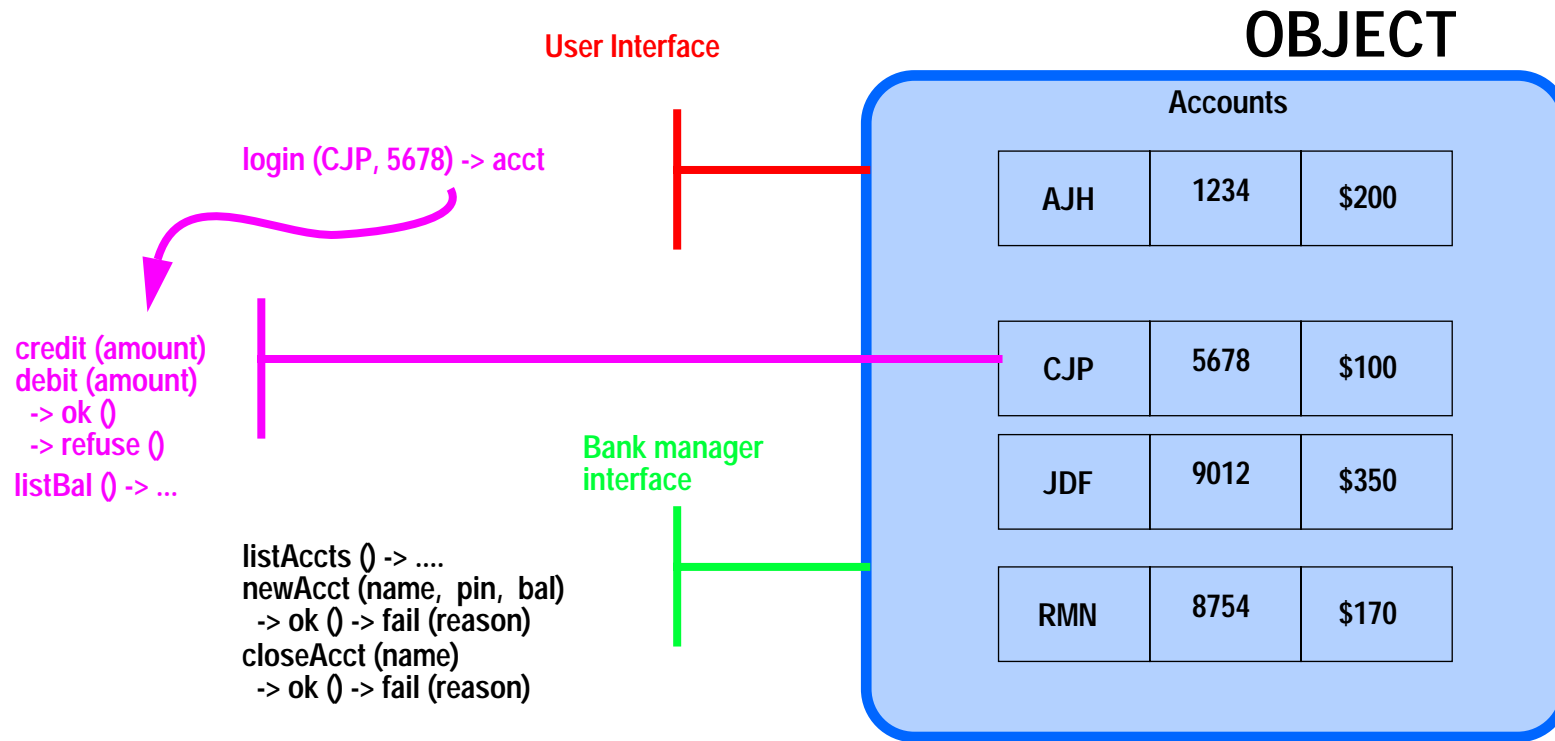 OBJECT
User Interface
Accounts
login (CJP, 5678) -> acct
AJH 1234 $200
credit (amount)
debit (amount)
-> ok ()
-> refuse ()
listBal () -> ...
CJP 5678 $100
Bank manager
interface
JDF 9012 $350
listAccts () -> ....
newAcct (name, pin, bal)
-> ok () -> fail (reason)
closeAcct (name)
-> ok () -> fail (reason)
RMN 8754 $170